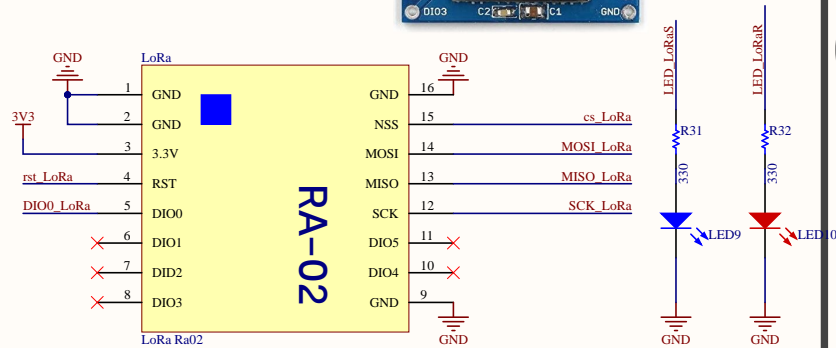 DIO3 C2 C1 GND
GND LoRa GND
1 GND GND 16
2 GND NSS 15 cs_LoRa
3V3
3 3.3V MOSI 14 MOSI_LoRa
rst_LoRa 4 RST MISO 13 MISO_LoRa
DIO0_LoRa 5 DIO0 SCK 12 SCK_LoRa
6 DIO1 DIO5 11
7 DID2 DIO4 10
8 DIO3 GND 9
RA-02
LoRa Ra02
GND
LED_LoRaS
R31
330
LED9
GND
LED_LoRaR
R32
330
LED10
GND